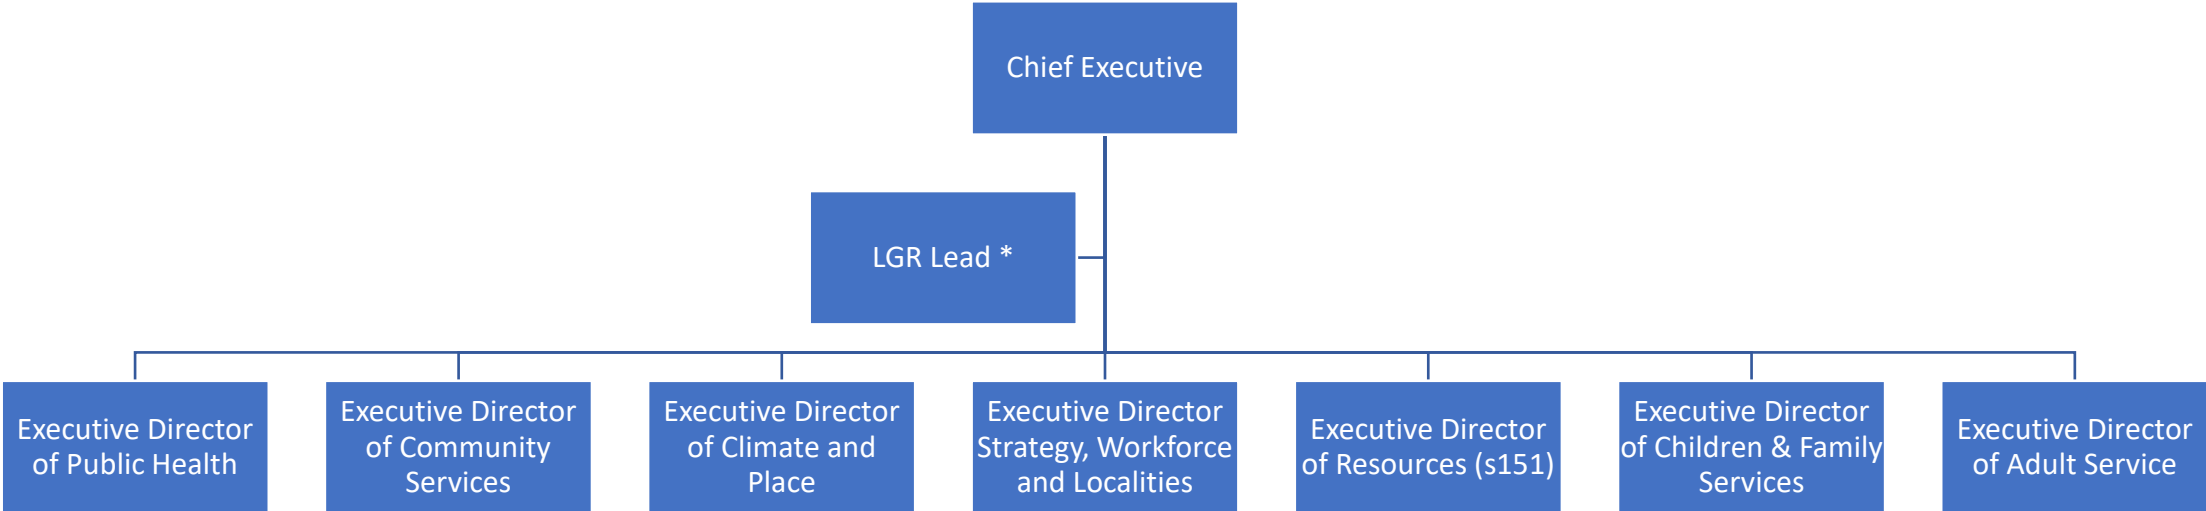 Chief Executive
LGR Lead *
Executive Director
of Public Health
Executive Director
of Community
Services
Executive Director
of Climate and
Place
Executive Director
Strategy, Workforce
and Localities
Executive Director
of Resources (s151)
Executive Director
of Children & Family
Services
Executive Director
of Adult Service